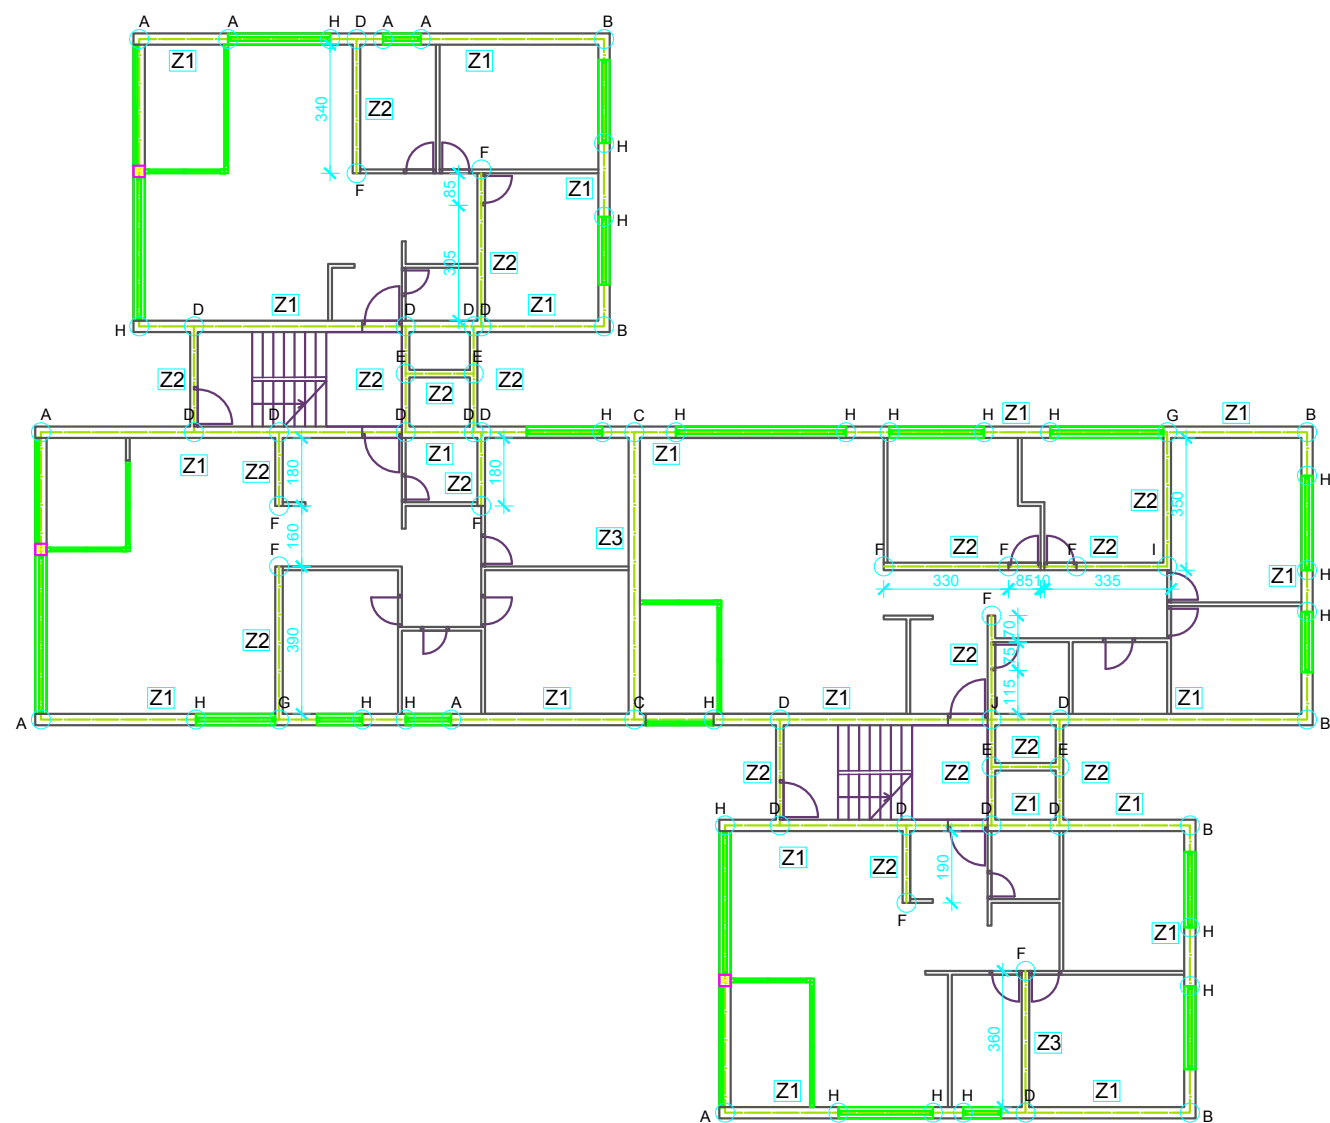 A A H D A A B
Z1 Z1
340 Z2
H
F F
85 Z1
H
305 Z2
Z1 Z1
H D D D D B
E E
Z2 Z2 Z2
Z2
A D D D D D H C H H H H H Z1 G Z1 B
Z1 Z2 180 Z1 Z2 180 Z1
H
Z2 350
F F
160 Z3
F F Z2 F F Z2 I
Z1 H
330 85 10 335
F H
70
Z2 390 Z2 75
115
Z1 H G H H A Z1 C H D Z1 J D Z1
A B
E Z2 E
Z2 Z2 Z2
H D D D Z1 D Z1 B
Z1 Z2 190
F
Z1 H
F
H
360 Z3
Z1 H H H Z1
A D B